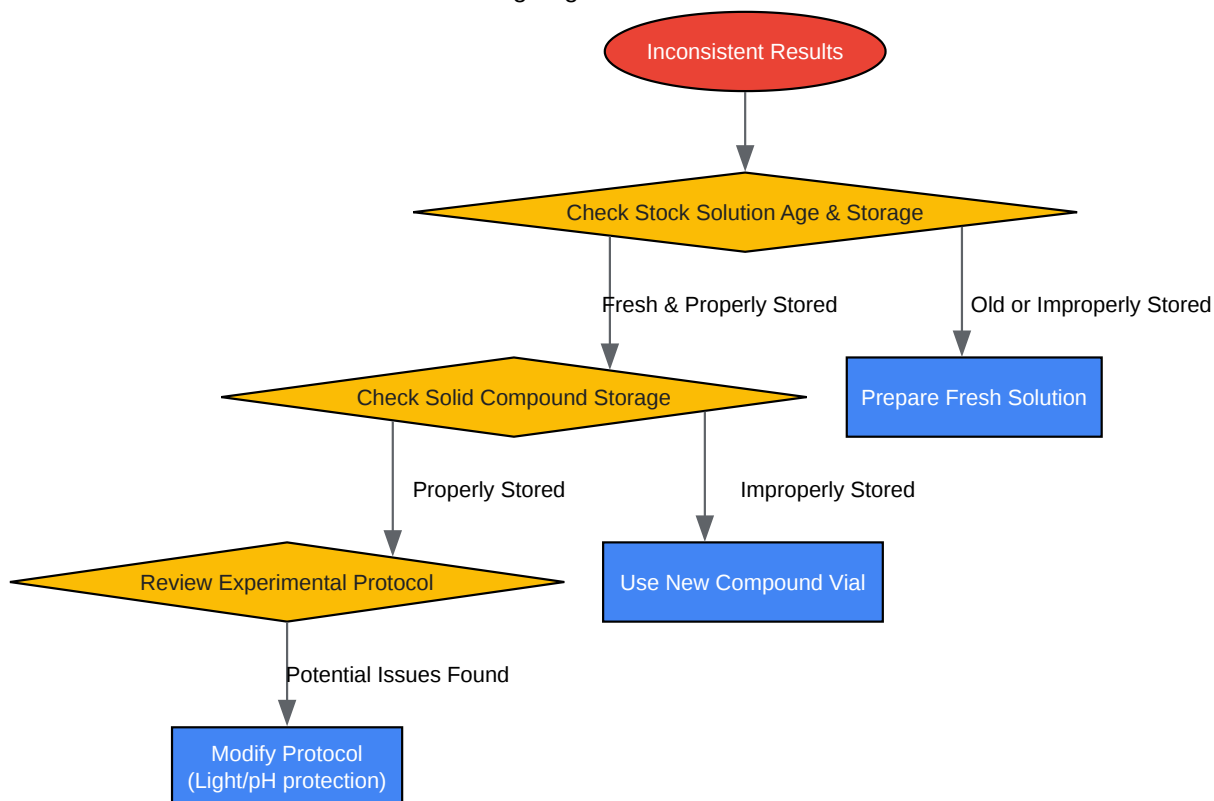 Inconsistent Results
Check Stock Solution Age & Storage
Fresh & Properly Stored
Old or Improperly Stored
Check Solid Compound Storage
Prepare Fresh Solution
Properly Stored
Improperly Stored
Review Experimental Protocol
Use New Compound Vial
Potential Issues Found
Modify Protocol
(Light/pH protection)